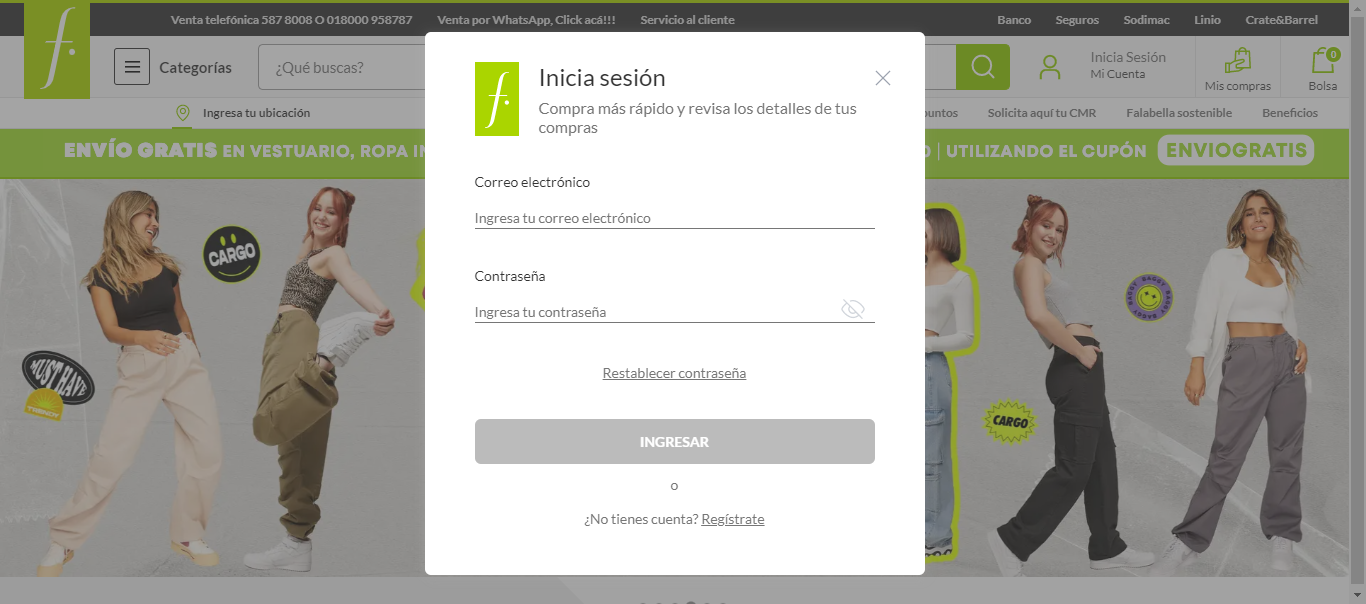 Venta telefónica 587 8008 O 018000 958787 Venta por WhatsApp, Click acá!!! Servicio al cliente Banco Seguros Sodimac Linio Crate&Barrel
f.
Categorías ¿Qué buscas? Inicia Sesión
Mi Cuenta
Mis compras
0
Bolsa
Ingresa tu ubicación Solicita aquí tu CMR Falabella sostenible Beneficios
ENVÍO GRATIS EN VESTUARIO, ROPA | UTILIZANDO EL CUPÓN ENVIOGRATIS
f.
Inicia sesión
Compra más rápido y revisa los detalles de tus
compras
Correo electrónico
Ingresa tu correo electrónico
Contraseña
Ingresa tu contraseña
Restablecer contraseña
INGRESAR
o
¿No tienes cuenta? Regístrate
CARGO
MUST HAVE
TRENDY
BAGGY BAGGY BAGGY
CARGO